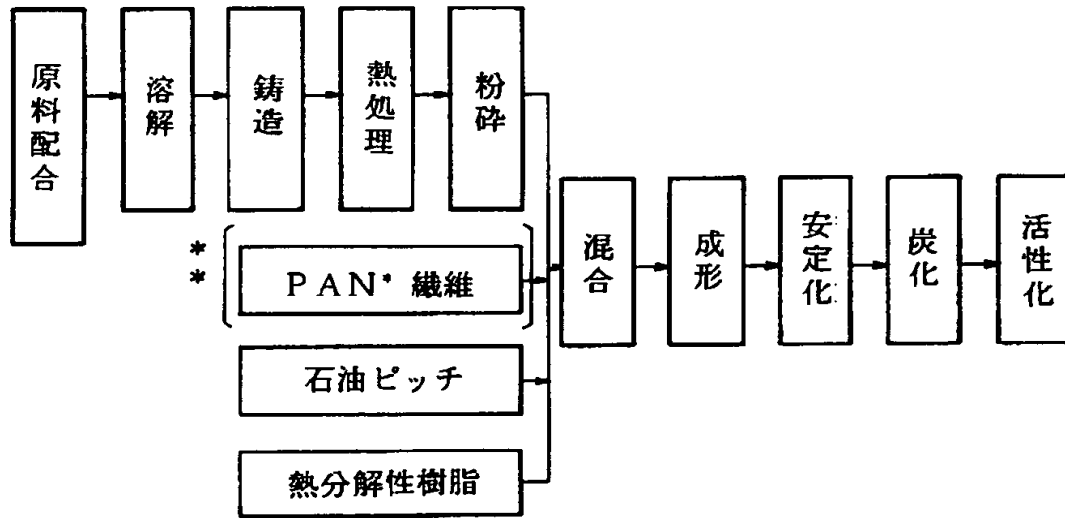 原料配合
溶解
鋳造
熱処理
粉砕
**
PAN* 繊維
石油ピッチ
熱分解性樹脂
混合
成形
安定化
炭化
活性化